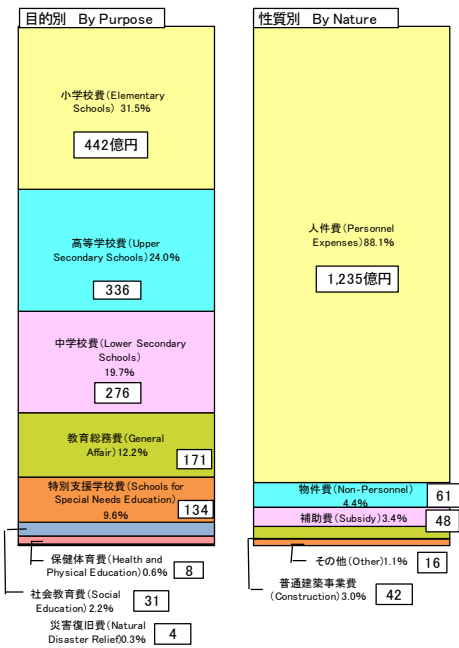 目的別 By Purpose
小学校費(Elementary
Schools) 31.5%
442億円
高等学校費(Upper
Secondary Schools)24.0%
336
中学校費(Lower Secondary
Schools)
19.7%
276
教育総務費(General
Affair)12.2%
171
特別支援学校費(Schools for
Special Needs Education)
9.6%
134
保健体育費(Health and
Physical Education)0.6%
8
社会教育費(Social
Education)2.2%
31
災害復旧費(Natural
Disaster Relief)0.3%
4
性質別 By Nature
人件費(Personnel
Expenses)88.1%
1,235億円
物件費(Non-Personnel)
4.4%
61
補助費(Subsidy)3.4%
48
その他(Other)1.1%
16
普通建築事業費
(Construction)3.0%
42